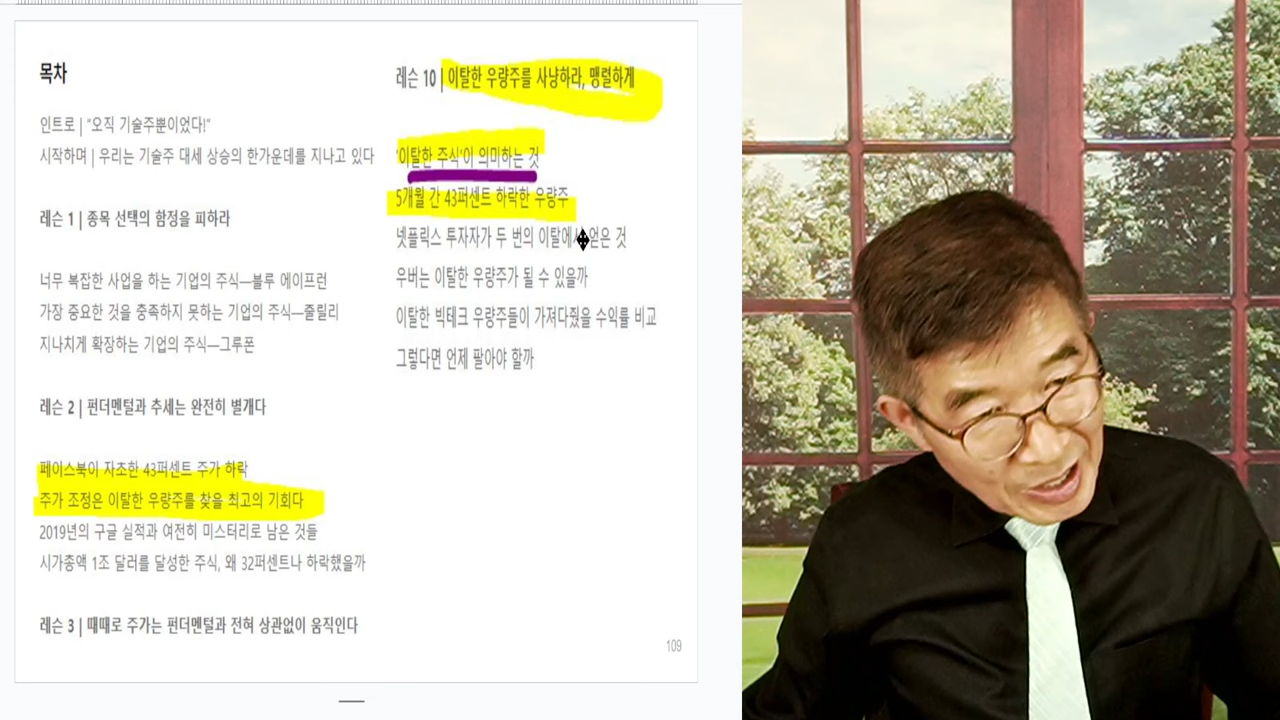 목차
인트로 | "오직 기술주뿐이었다!"
시작하며 | 우리는 기술주 대세 상승의 한가운데를 지나고 있다
레슨 1 | 종목 선택의 함정을 피하라
너무 복잡한 사업을 하는 기업의 주식—블루 에이프런
가장 중요한 것을 충족하지 못하는 기업의 주식—줄릴리
지나치게 확장하는 기업의 주식—그루폰
레슨 2 | 펀더멘털과 추세는 완전히 별개다
페이스북이 자초한 43퍼센트 주가 하락
주가 조정은 이탈한 우량주를 찾을 최고의 기회다
2019년의 구글 실적과 여전히 미스터리로 남은 것들
시가총액 1조 달러를 달성한 주식, 왜 32퍼센트나 하락했을까
레슨 3 | 때때로 주가는 펀더멘털과 전혀 상관없이 움직인다
레슨 10 | 이탈한 우량주를 사냥하라, 맹렬하게
'이탈한 주식'이 의미하는 것
5개월 간 43퍼센트 하락한 우량주
넷플릭스 투자자가 두 번의 이탈에서 얻은 것
우버는 이탈한 우량주가 될 수 있을까
이탈한 빅테크 우량주들이 가져다줬을 수익률 비교
그렇다면 언제 팔아야 할까
109